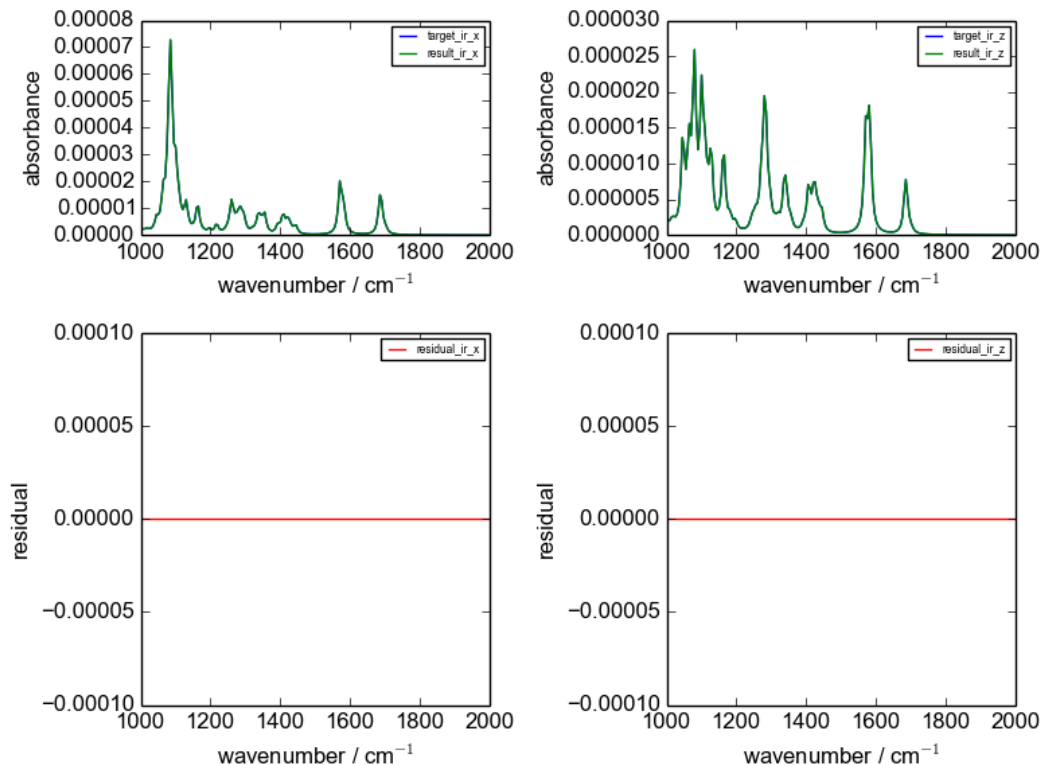 0.00008
0.00007
0.00006
0.00005
0.00004
0.00003
0.00002
0.00001
0.00000
absorbance
target_ir_x
result_ir_x
1000 1200 1400 1600 1800 2000
wavenumber / cm⁻¹
0.000030
0.000025
0.000020
0.000015
0.000010
0.000005
0.000000
absorbance
target_ir_z
result_ir_z
1000 1200 1400 1600 1800 2000
wavenumber / cm⁻¹
0.00010
0.00005
0.00000
−0.00005
−0.00010
residual
residual_ir_x
1000 1200 1400 1600 1800 2000
wavenumber / cm⁻¹
0.00010
0.00005
0.00000
−0.00005
−0.00010
residual
residual_ir_z
1000 1200 1400 1600 1800 2000
wavenumber / cm⁻¹